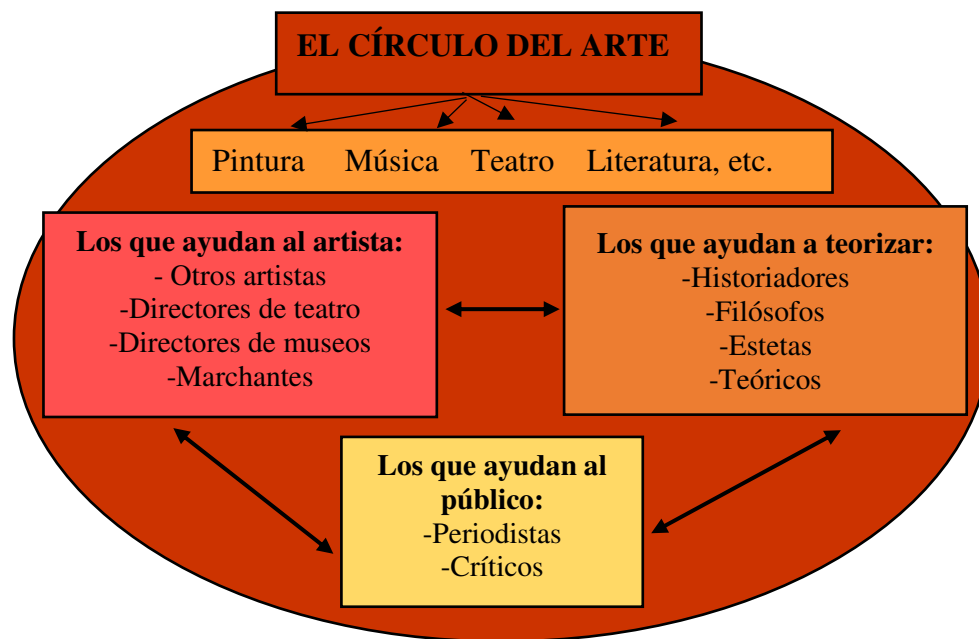 EL CÍRCULO DEL ARTE
Pintura Música Teatro Literatura, etc.
Los que ayudan al artista:
- Otros artistas
-Directores de teatro
-Directores de museos
-Marchantes
Los que ayudan a teorizar:
-Historiadores
-Filósofos
-Estetas
-Teóricos
Los que ayudan al
público:
-Periodistas
-Críticos